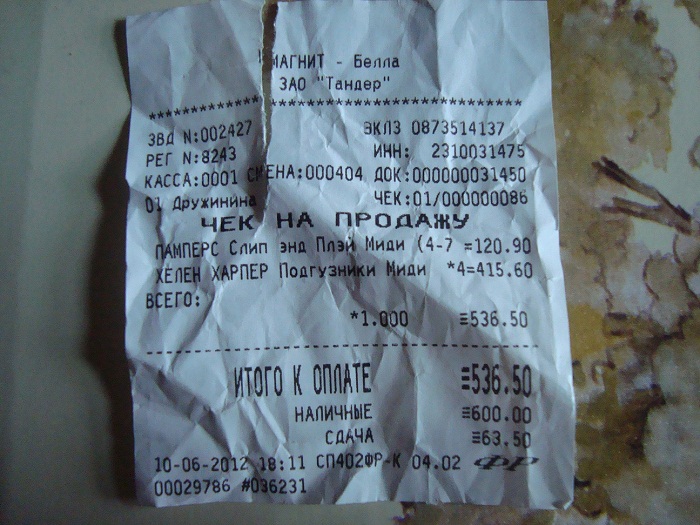 МАГНИТ - Белла
ЗАО "Тандер"
*********************************************
ЗВД N:002427 ЭКЛЗ 0873514137
РЕГ N:8243 ИНН: 2310031475
КАССА:0001 СМЕНА:000404 ДОК:000000031450
01 Дружинина ЧЕК:01/000000086
ЧЕК НА ПРОДАЖУ
ПАМПЕРС Слип энд Плэй Миди (4-7 =120.90
ХЕЛЕН ХАРПЕР Подгузники Миди *4=415.60
ВСЕГО:
*1.000 ≡536.50
ИТОГО К ОПЛАТЕ ≡536.50
НАЛИЧНЫЕ ≡600.00
СДАЧА ≡63.50
10-06-2012 18:11 СП402ФР-К 04.02 ФР
00029786 #036231